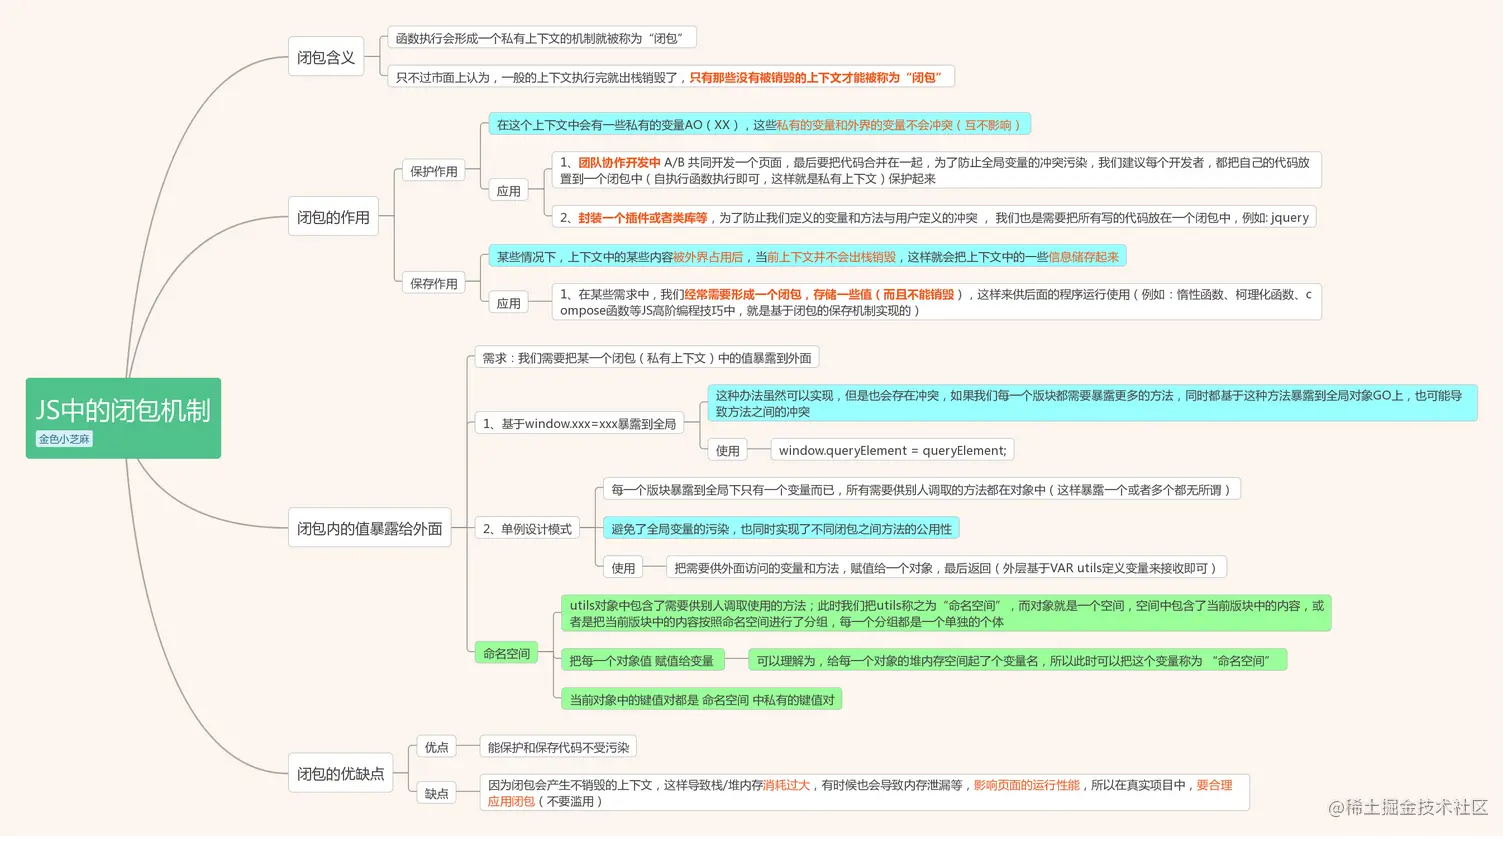 闭包含义
函数执行会形成一个私有上下文的机制就被称为“闭包”
只不过市面上认为，一般的上下文执行完就出栈销毁了，只有那些没有被销毁的上下文才能被称为“闭包”
闭包的作用
保护作用
在这个上下文中会有一些私有的变量AO（XX），这些私有的变量和外界的变量不会冲突（互不影响）
应用
1、团队协作开发中 A/B 共同开发一个页面，最后要把代码合并在一起，为了防止全局变量的冲突污染，我们建议每个开发者，都把自己的代码放
置到一个闭包中（自执行函数执行即可，这样就是私有上下文）保护起来
2、封装一个插件或者类库等，为了防止我们定义的变量和方法与用户定义的冲突 ，我们也是需要把所有写的代码放在一个闭包中，例如: jquery
保存作用
某些情况下，上下文中的某些内容被外界占用后，当前上下文并不会出栈销毁，这样就会把上下文中的一些信息储存起来
应用
1、在某些需求中，我们经常需要形成一个闭包，存储一些值（而且不能销毁），这样来供后面的程序运行使用（例如：惰性函数、柯理化函数、c
ompose函数等JS高阶编程技巧中，就是基于闭包的保存机制实现的）
JS中的闭包机制
金色小芝麻
闭包内的值暴露给外面
需求：我们需要把某一个闭包（私有上下文）中的值暴露到外面
1、基于window.xxx=xxx暴露到全局
这种办法虽然可以实现，但是也会存在冲突，如果我们每一个版块都需要暴露更多的方法，同时都基于这种方法暴露到全局对象GO上，也可能导
致方法之间的冲突
使用
window.queryElement = queryElement;
2、单例设计模式
每一个版块暴露到全局下只有一个变量而已，所有需要供别人调取的方法都在对象中（这样暴露一个或者多个都无所谓）
避免了全局变量的污染，也同时实现了不同闭包之间方法的公用性
使用
把需要供外面访问的变量和方法，赋值给一个对象，最后返回（外层基于VAR utils定义变量来接收即可）
命名空间
utils对象中包含了需要供别人调取使用的方法；此时我们把utils称之为“命名空间”，而对象就是一个空间，空间中包含了当前版块中的内容，或
者是把当前版块中的内容按照命名空间进行了分组，每一个分组都是一个单独的个体
把每一个对象值 赋值给变量
可以理解为，给每一个对象的堆内存空间起了个变量名，所以此时可以把这个变量称为 “命名空间”
当前对象中的键值对都是 命名空间 中私有的键值对
闭包的优缺点
优点
能保护和保存代码不受污染
缺点
因为闭包会产生不销毁的上下文，这样导致栈/堆内存消耗过大，有时候也会导致内存泄漏等，影响页面的运行性能，所以在真实项目中，要合理
应用闭包（不要滥用）
@稀土掘金技术社区